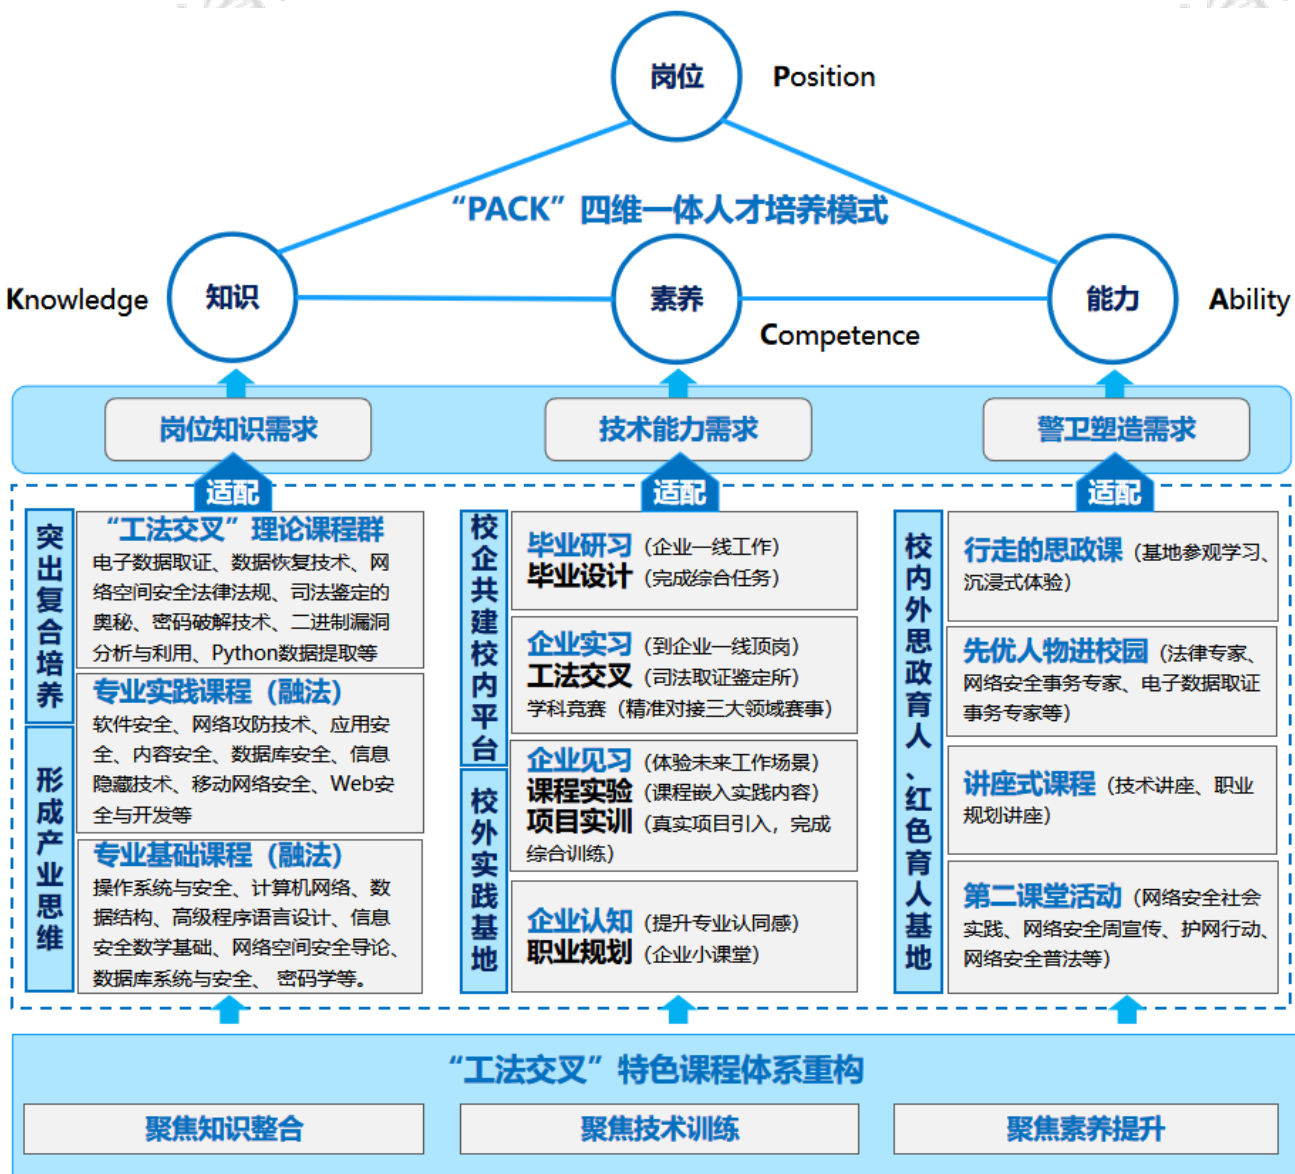 岗位
Position
“PACK”四维一体人才培养模式
Knowledge
知识
素养
能力
Ability
Competence
岗位知识需求
技术能力需求
警卫塑造需求
适配
适配
适配
突出复合培养
形成产业思维
“工法交叉”理论课程群
电子数据取证、数据恢复技术、网
络空间安全法律法规、司法鉴定的
奥秘、密码破解技术、二进制漏洞
分析与利用、Python数据提取等
专业实践课程（融法）
软件安全、网络攻防技术、应用安
全、内容安全、数据库安全、信息
隐藏技术、移动网络安全、Web安
全与开发等
专业基础课程（融法）
操作系统与安全、计算机网络、数
据结构、高级程序语言设计、信息
安全数学基础、网络空间安全导论、
数据库系统与安全、 密码学等。
校企共建校内平台
校外实践基地
毕业研习（企业一线工作）
毕业设计（完成综合任务）
企业实习（到企业一线顶岗）
工法交叉（司法取证鉴定所）
学科竞赛（精准对接三大领域赛事）
企业见习（体验未来工作场景）
课程实验（课程嵌入实践内容）
项目实训（真实项目引入，完成
综合训练）
企业认知（提升专业认同感）
职业规划（企业小课堂）
校内外思政育人、红色育人基地
行走的思政课（基地参观学习、
沉浸式体验）
先优人物进校园（法律专家、
网络安全事务专家、电子数据取证
事务专家等）
讲座式课程（技术讲座、职业
规划讲座）
第二课堂活动（网络安全社会
实践、网络安全周宣传、护网行动、
网络安全普法等）
“工法交叉”特色课程体系重构
聚焦知识整合
聚焦技术训练
聚焦素养提升